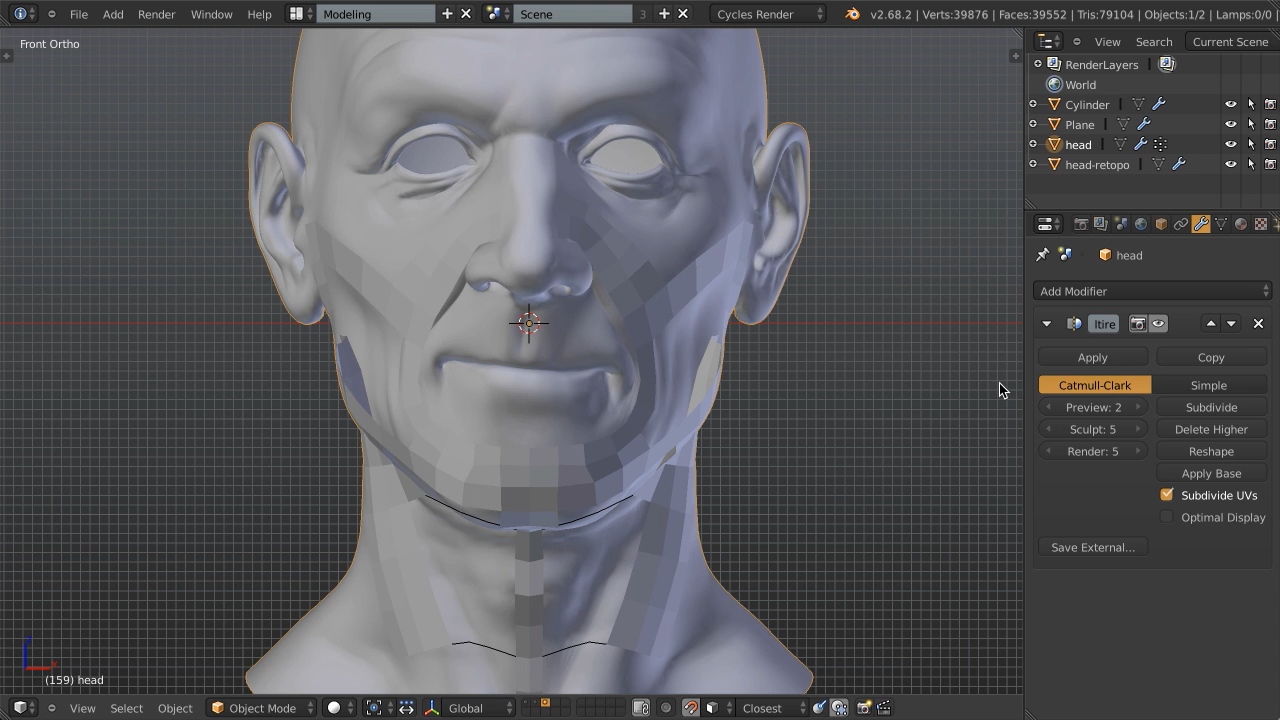 File Add Render Window Help Modeling Scene 3 Cycles Render v2.68.2 | Verts:39876 | Faces:39552 | Tris:79104 | Objects:1/2 | Lamps:0/0 |
Front Ortho
View Search Current Scene
RenderLayers
World
Cylinder
Plane
head
head-retopo
head
Add Modifier
ltire
Apply Copy
Catmull-Clark Simple
Preview: 2 Subdivide
Sculpt: 5 Delete Higher
Render: 5 Reshape
Apply Base
Subdivide UVs
Optimal Display
Save External...
(159) head
View Select Object Object Mode Global Closest